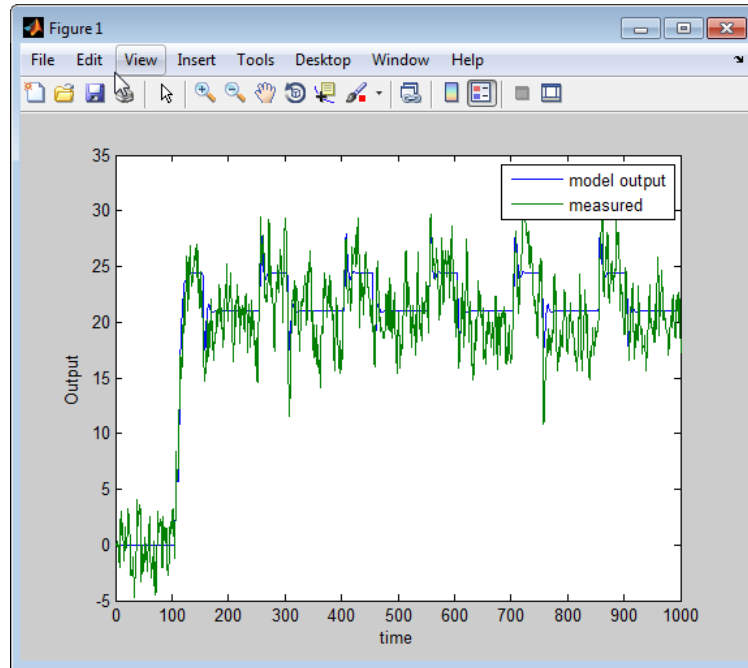 Figure 1
File Edit View Insert Tools Desktop Window Help
35
30
25
20
15
10
5
0
-5
Output
model output
measured
0 100 200 300 400 500 600 700 800 900 1000
time